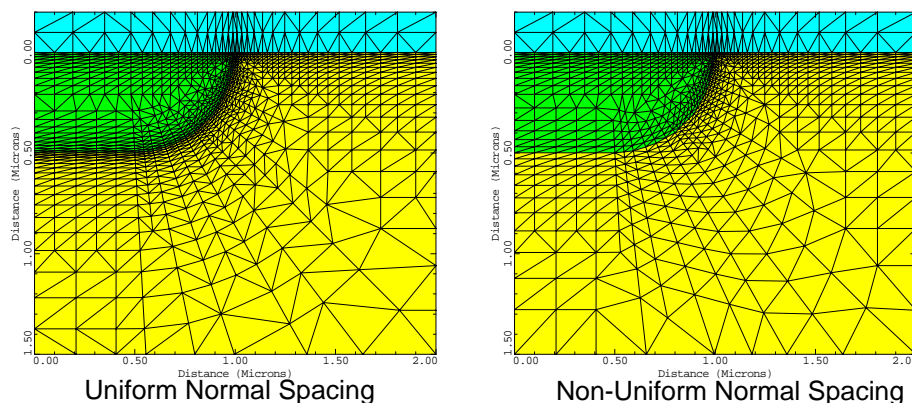 0.00
0.50
1.00
1.50
Distance (Microns)
0.00 0.50 1.00 1.50 2.00
Distance (Microns)
Uniform Normal Spacing
0.00
0.50
1.00
1.50
Distance (Microns)
0.00 0.50 1.00 1.50 2.00
Distance (Microns)
Non-Uniform Normal Spacing